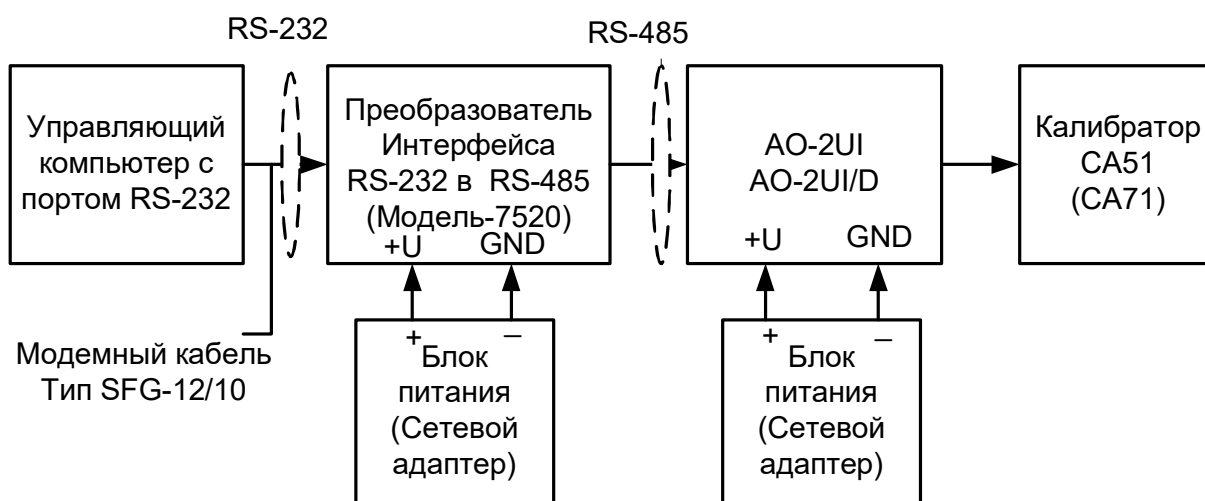 RS-232
RS-485
Управляющий
компьютер с
портом RS-232
Преобразователь
Интерфейса
RS-232 в RS-485
(Модель-7520)
+U GND
AO-2UI
AO-2UI/D
+U GND
Калибратор
CA51
(CA71)
Модемный кабель
Тип SFG-12/10
+ –
Блок
питания
(Сетевой
адаптер)
+ –
Блок
питания
(Сетевой
адаптер)